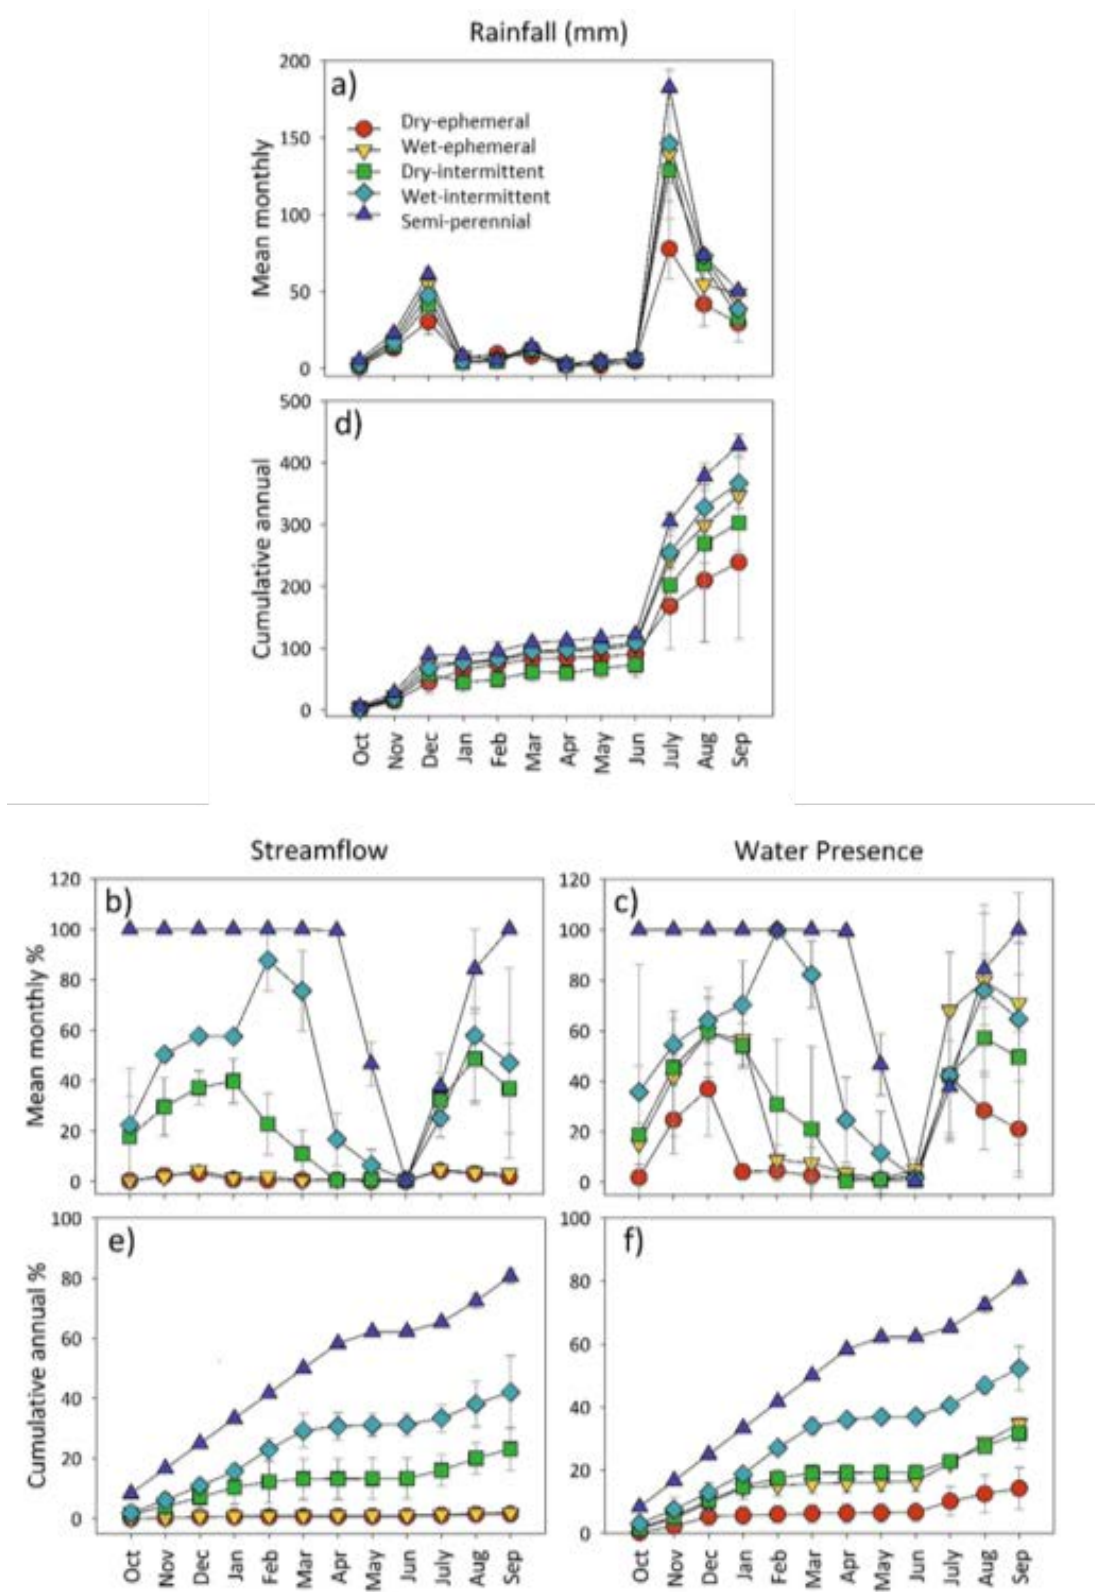 Rainfall (mm)
a)
Mean monthly
200
150
100
50
0
Dry-ephemeral
Wet-ephemeral
Dry-intermittent
Wet-intermittent
Semi-perennial
d)
Cumulative annual
500
400
300
200
100
0
Oct
Nov
Dec
Jan
Feb
Mar
Apr
May
Jun
July
Aug
Sep
Streamflow
b)
Mean monthly %
120
100
80
60
40
20
0
Water Presence
c)
120
100
80
60
40
20
0
e)
Cumulative annual %
100
80
60
40
20
0
Oct
Nov
Dec
Jan
Feb
Mar
Apr
May
Jun
July
Aug
Sep
f)
100
80
60
40
20
0
Oct
Nov
Dec
Jan
Feb
Mar
Apr
May
Jun
July
Aug
Sep